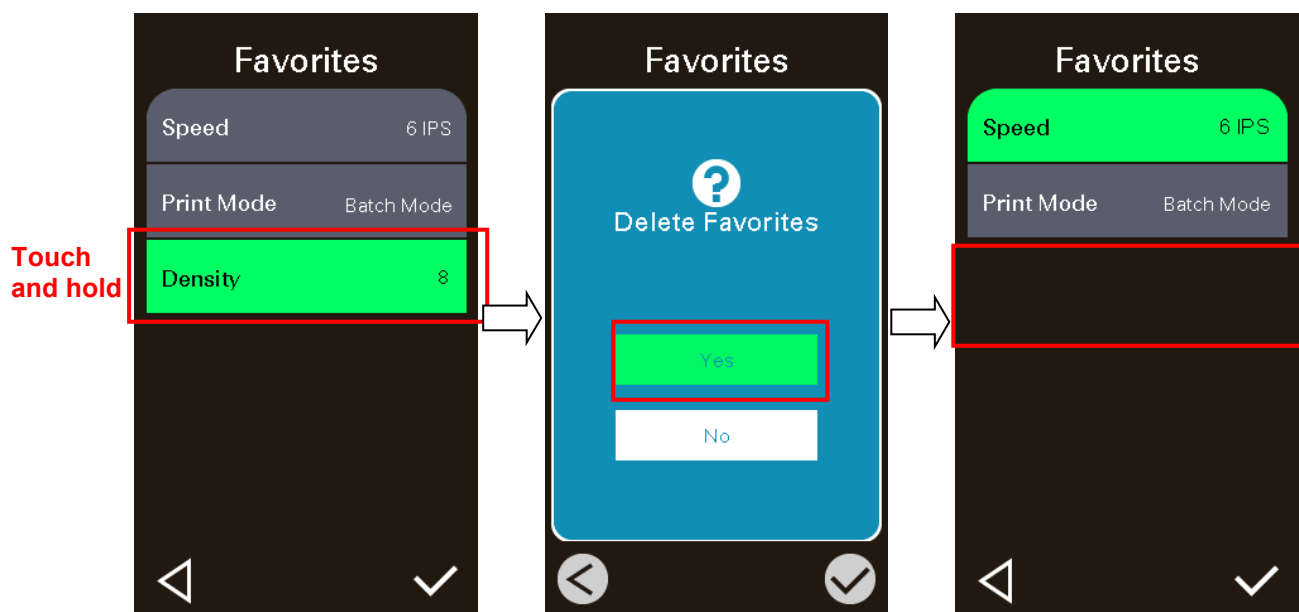 Favorites
Speed 6 IPS
Print Mode Batch Mode
Density 8
Touch
and hold
Favorites
?
Delete Favorites
Yes
No
Favorites
Speed 6 IPS
Print Mode Batch Mode